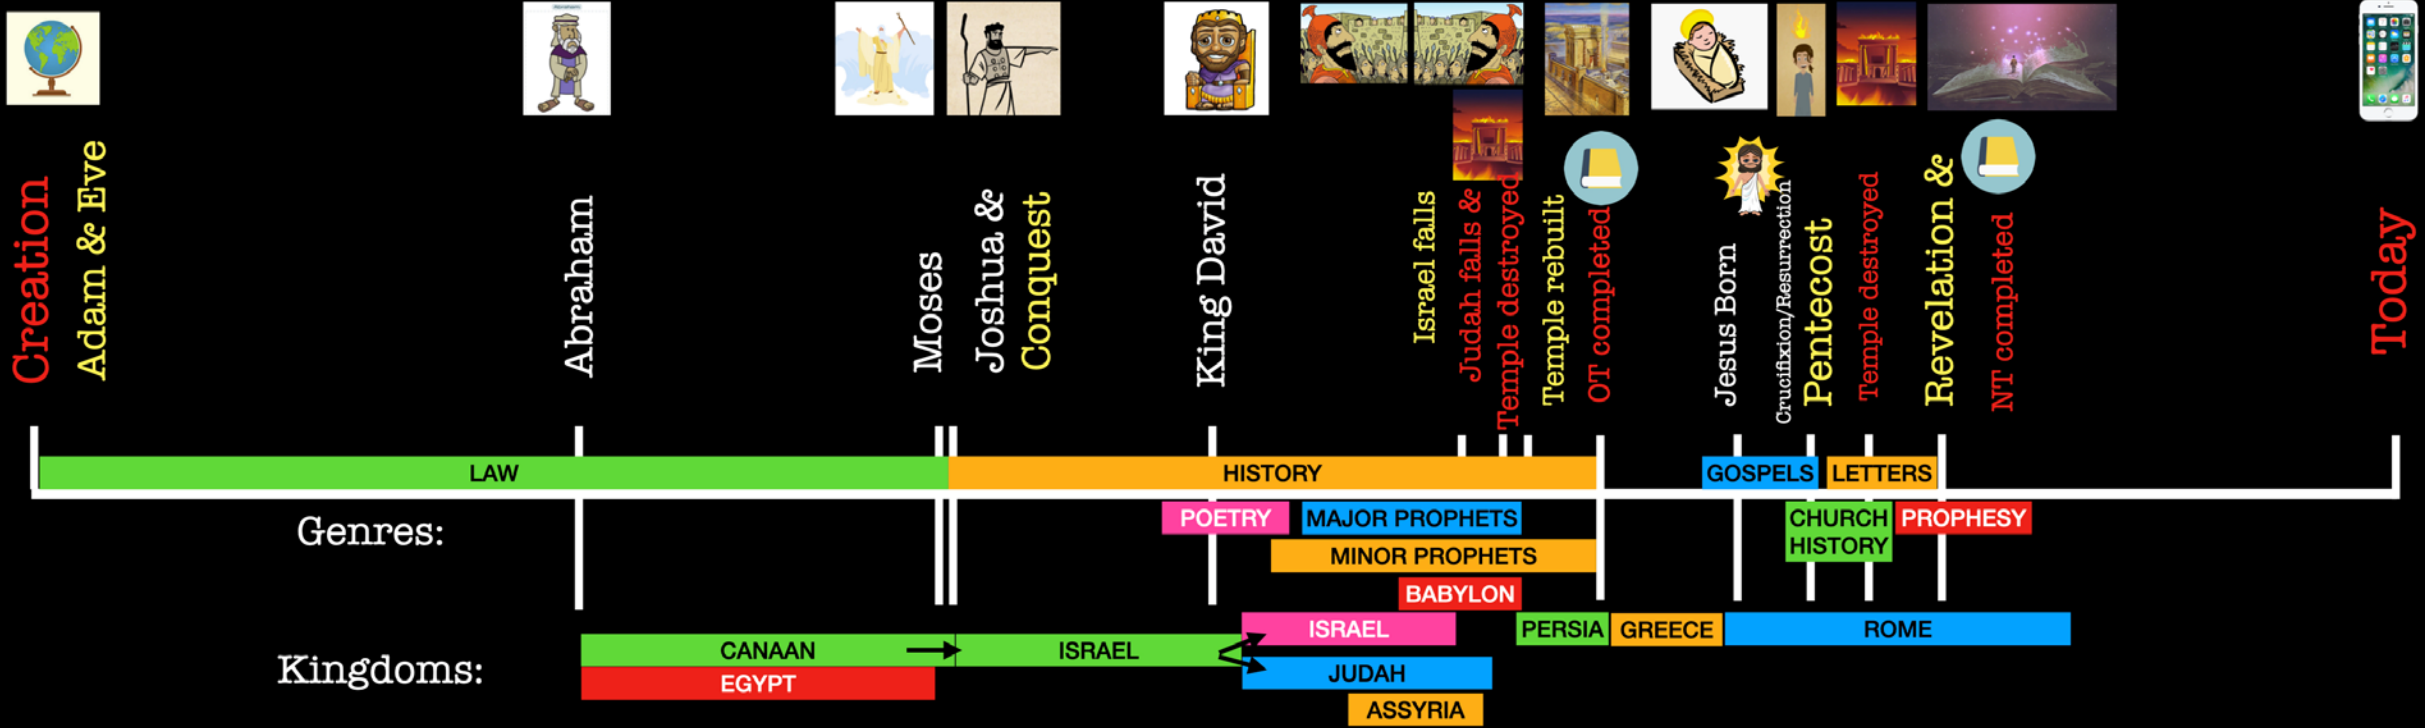 Creation
Adam & Eve
Abraham
Moses
Joshua &
Conquest
King David
Israel falls
Judah falls &
Temple destroyed
Temple rebuilt
OT completed
Jesus Born
Crucifixion/Resurrection
Pentecost
Temple destroyed
Revelation &
NT completed
Today
LAW
HISTORY
GOSPELS
LETTERS
Genres:
POETRY
MAJOR PROPHETS
CHURCH
HISTORY
PROPHESY
MINOR PROPHETS
BABYLON
Kingdoms:
CANAAN
ISRAEL
ISRAEL
PERSIA
GREECE
ROME
EGYPT
JUDAH
ASSYRIA